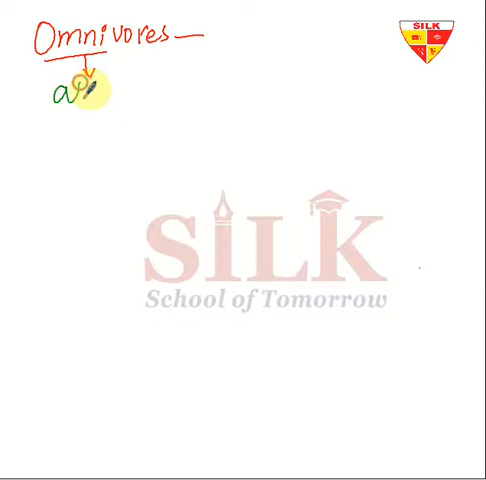 Omnivores —
SILK
a
SiLK
School of Tomorrow